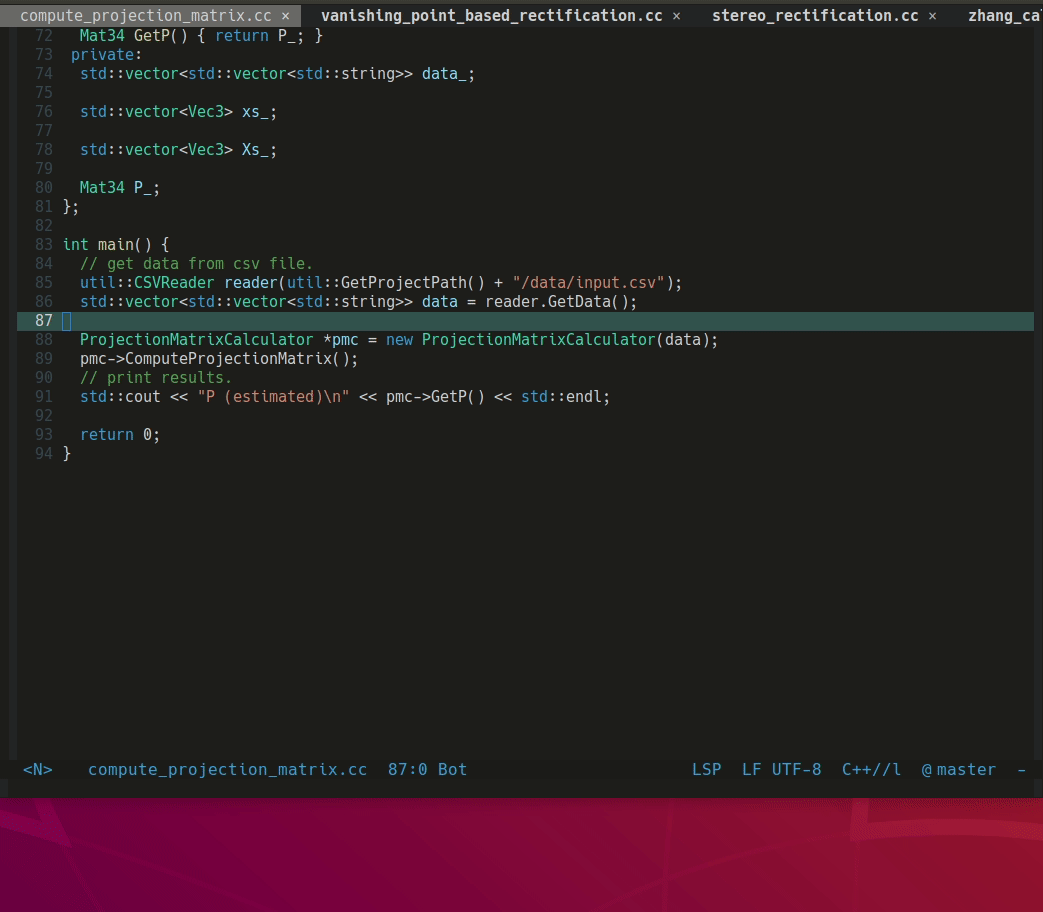 compute_projection_matrix.cc × vanishing_point_based_rectification.cc × stereo_rectification.cc × zhang_ca
72 Mat34 GetP() { return P_; }
73 private:
74 std::vector<std::vector<std::string>> data_;
75
76 std::vector<Vec3> xs_;
77
78 std::vector<Vec3> Xs_;
79
80 Mat34 P_;
81 };
82
83 int main() {
84 // get data from csv file.
85 util::CSVReader reader(util::GetProjectPath() + "/data/input.csv");
86 std::vector<std::vector<std::string>> data = reader.GetData();
87
88 ProjectionMatrixCalculator *pmc = new ProjectionMatrixCalculator(data);
89 pmc->ComputeProjectionMatrix();
90 // print results.
91 std::cout << "P (estimated)\n" << pmc->GetP() << std::endl;
92
93 return 0;
94 }
<N> compute_projection_matrix.cc 87:0 Bot LSP LF UTF-8 C++//l @ master -